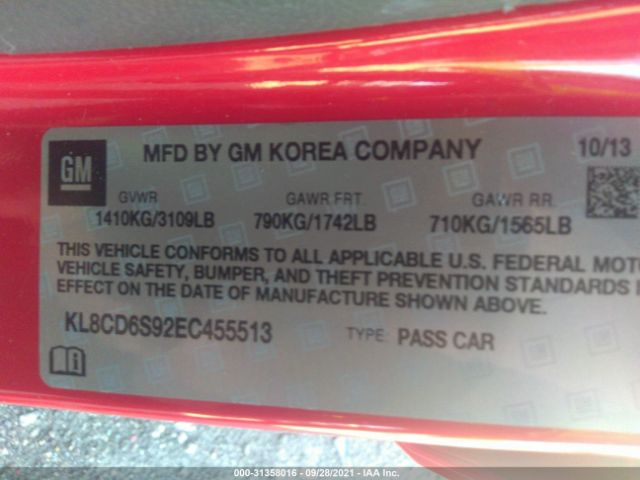 GM
MFD BY GM KOREA COMPANY 10/13
GVWR GAWR FRT. GAWR RR.
1410KG/3109LB 790KG/1742LB 710KG/1565LB
THIS VEHICLE CONFORMS TO ALL APPLICABLE U.S. FEDERAL MOT
VEHICLE SAFETY, BUMPER, AND THEFT PREVENTION STANDARDS I
EFFECT ON THE DATE OF MANUFACTURE SHOWN ABOVE.
KL8CD6S92EC455513 TYPE: PASS CAR
000-31358016 - 09/28/2021 - IAA Inc.